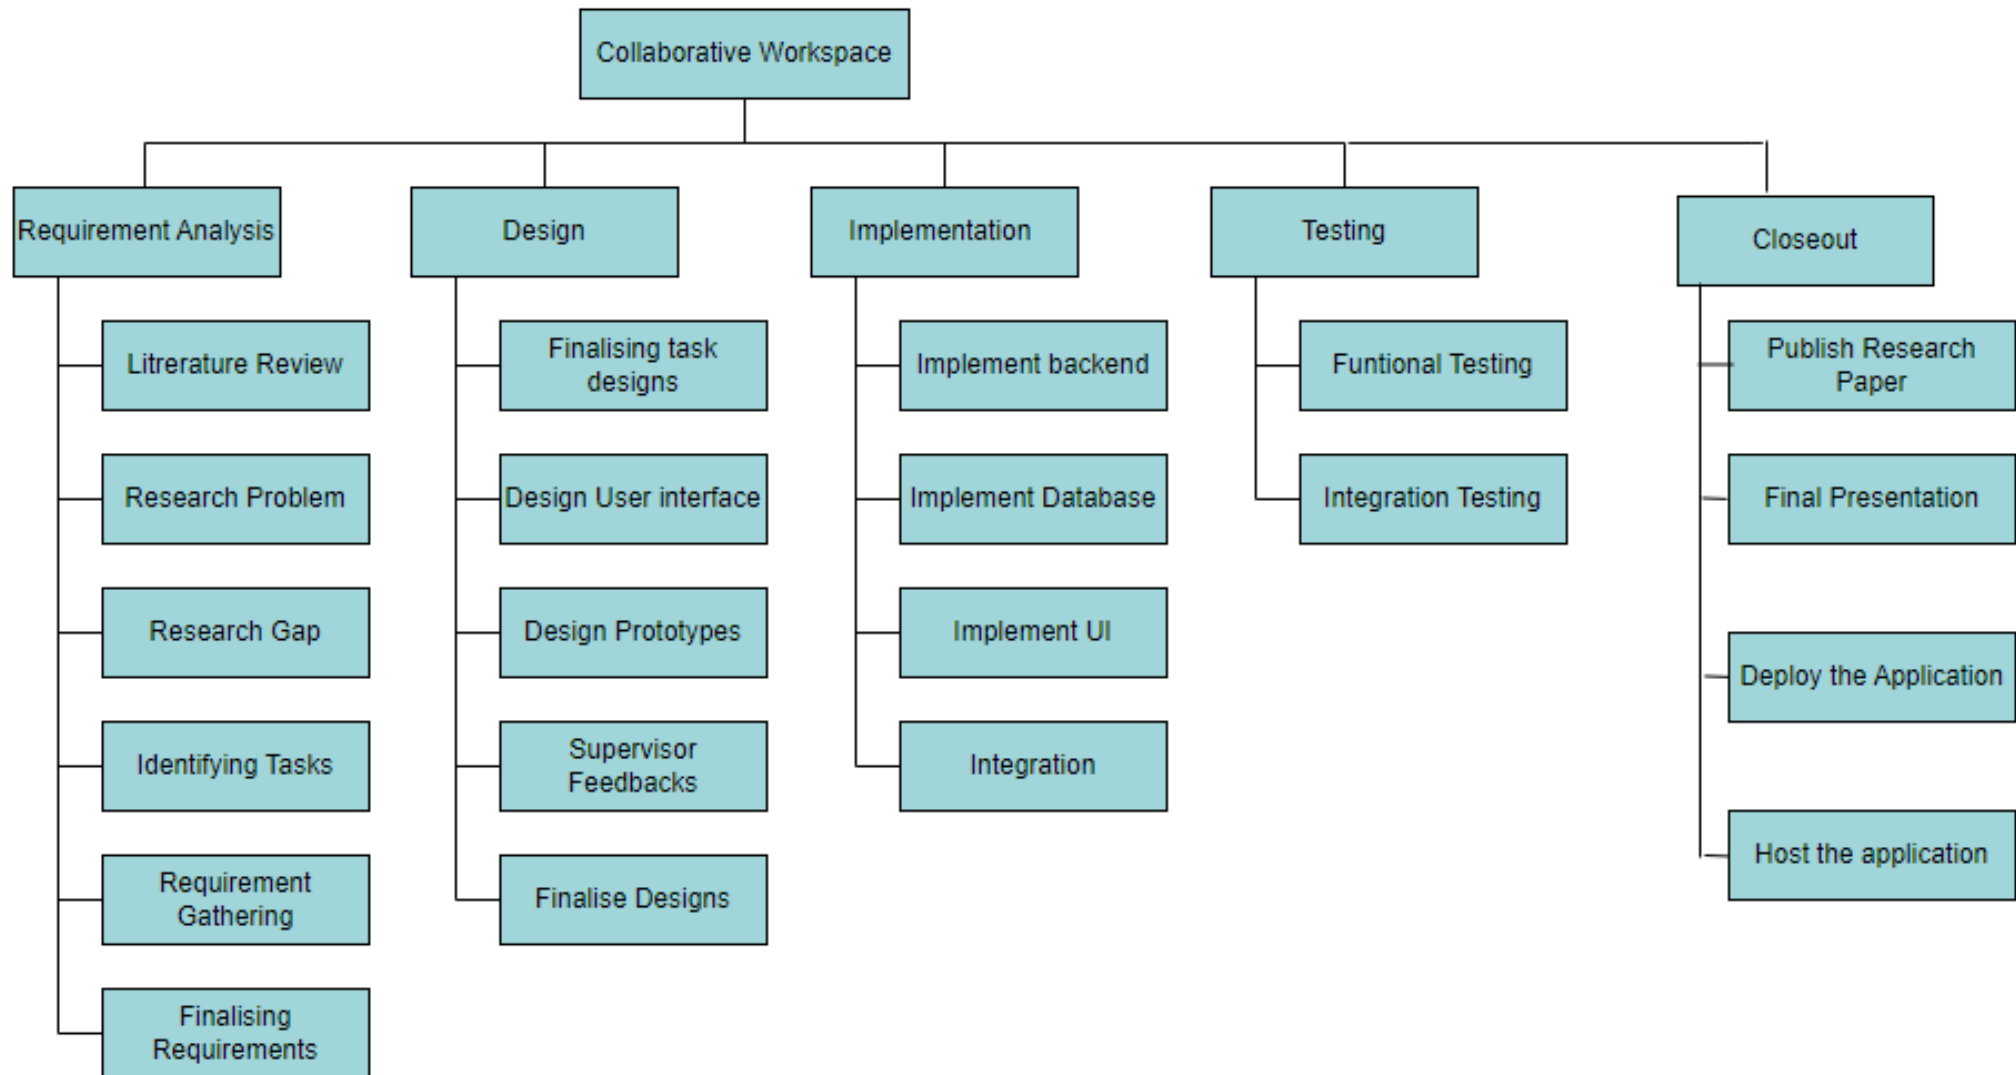 Collaborative Workspace
Requirement Analysis
Design
Implementation
Testing
Closeout
Litrerature Review
Research Problem
Research Gap
Identifying Tasks
Requirement
Gathering
Finalising
Requirements
Finalising task
designs
Design User interface
Design Prototypes
Supervisor
Feedbacks
Finalise Designs
Implement backend
Implement Database
Implement UI
Integration
Funtional Testing
Integration Testing
Publish Research
Paper
Final Presentation
Deploy the Application
Host the application